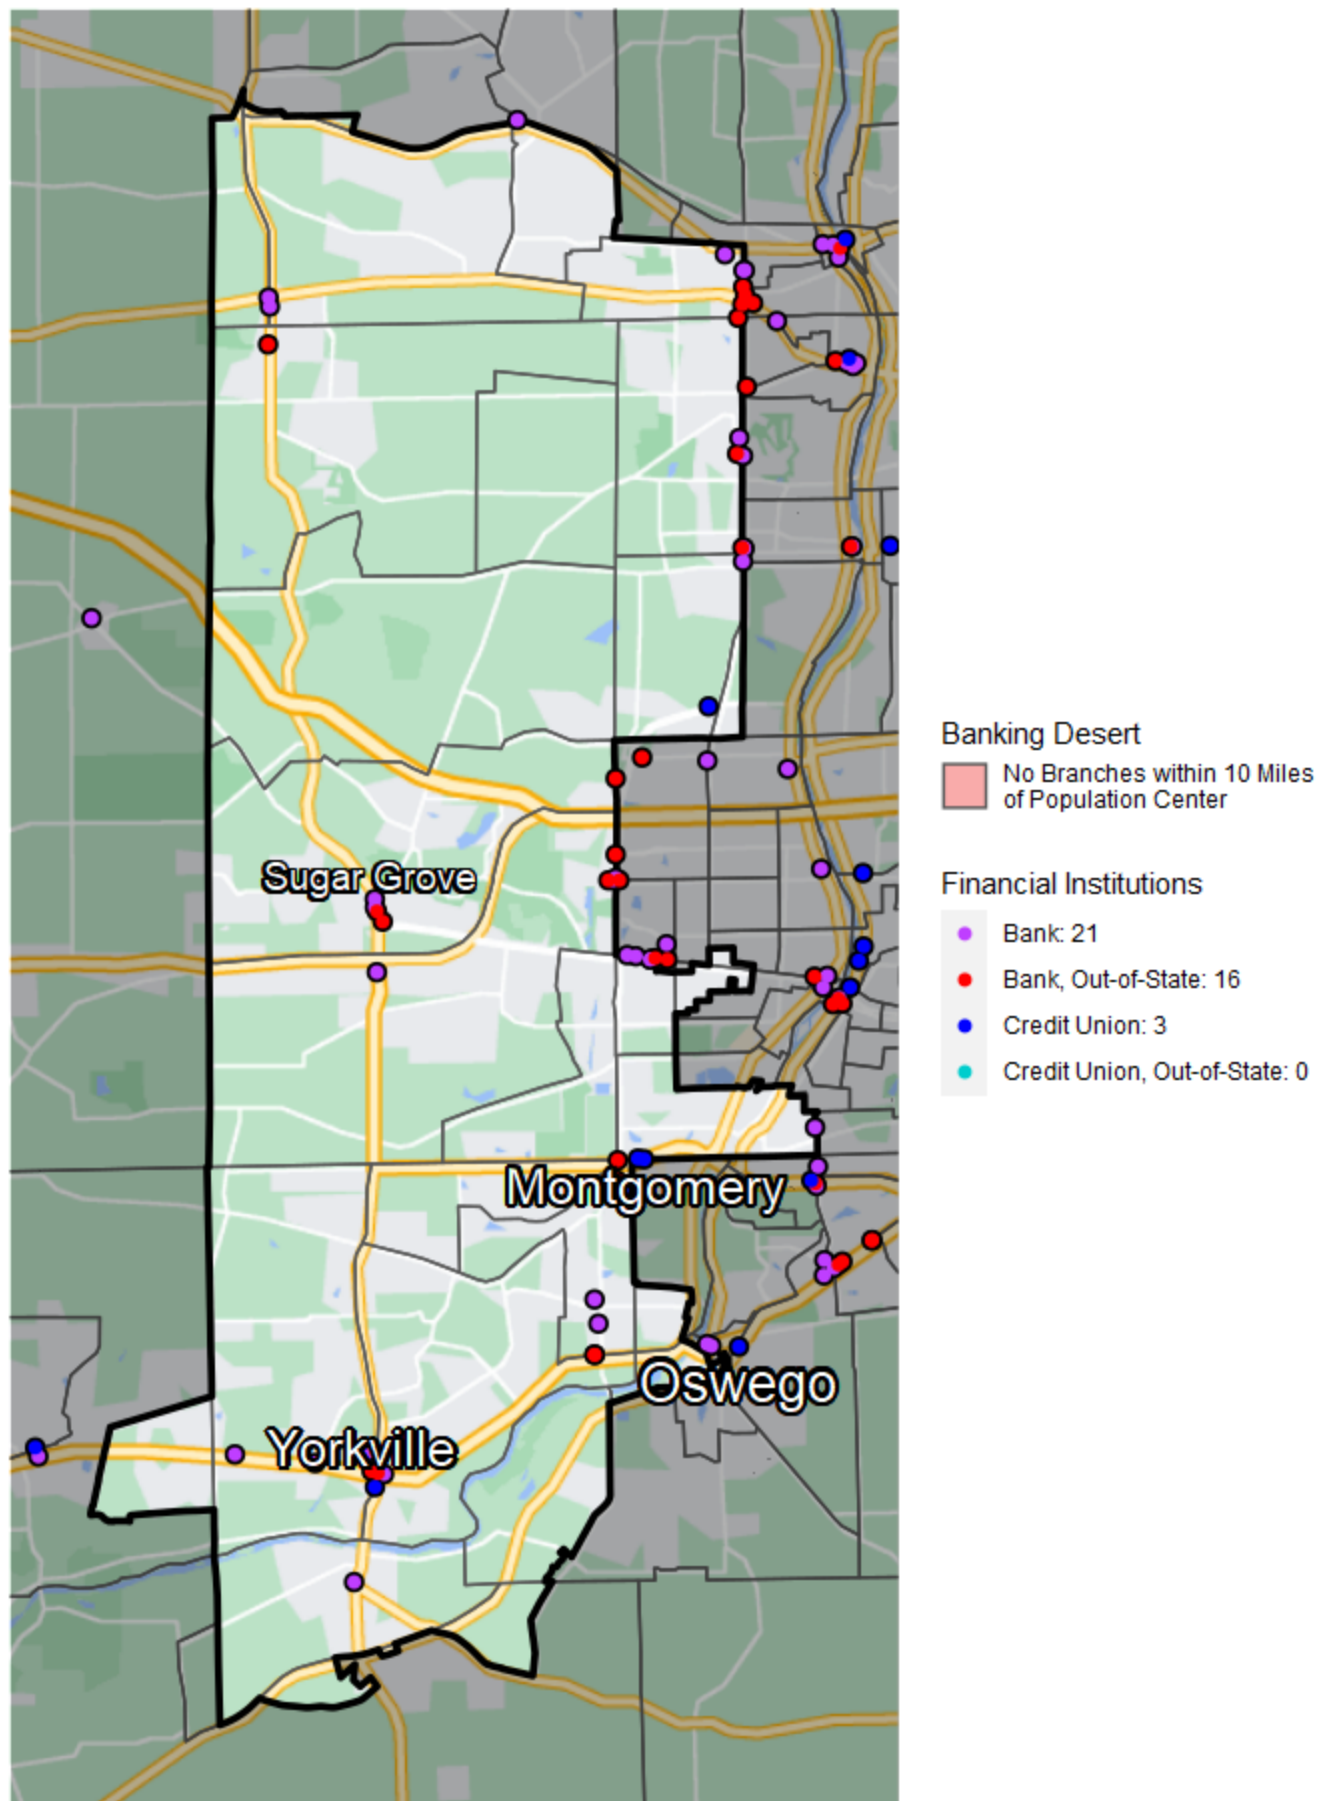 Sugar Grove
Montgomery
Oswego
Yorkville
Banking Desert
No Branches within 10 Miles
of Population Center
Financial Institutions
Bank: 21
Bank, Out-of-State: 16
Credit Union: 3
Credit Union, Out-of-State: 0